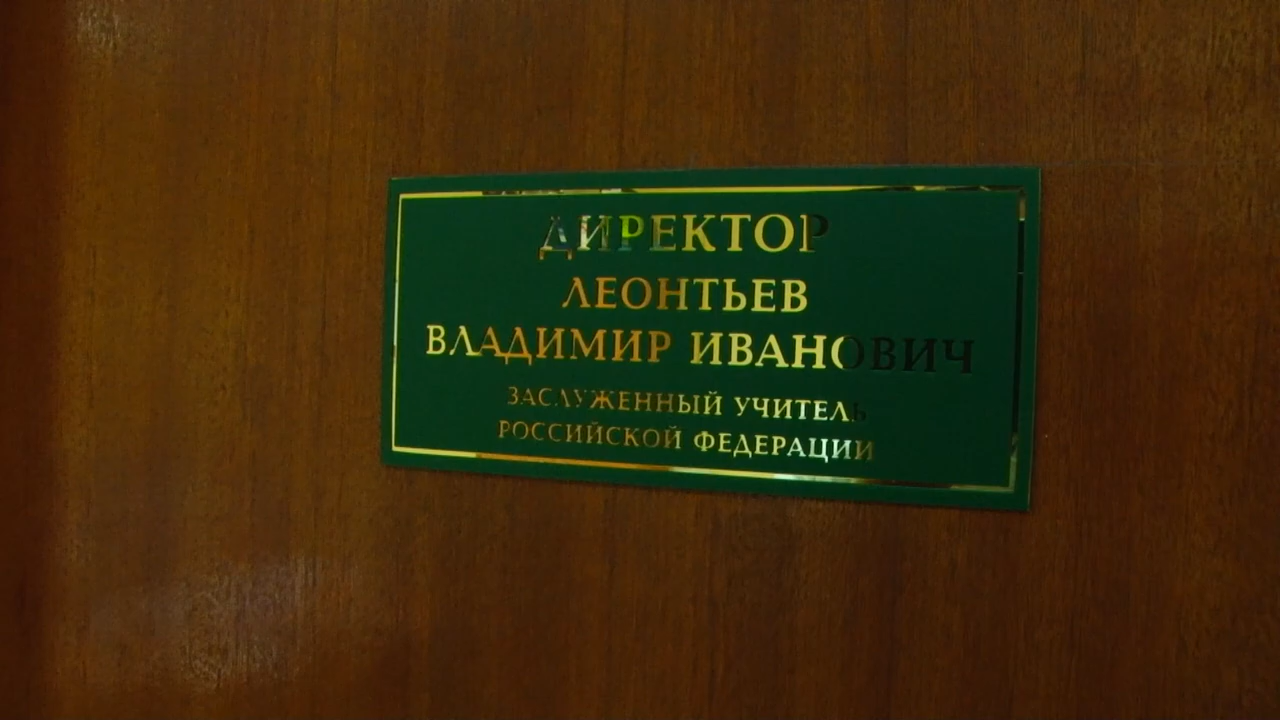 ДИРЕКТОР
ЛЕОНТЬЕВ
ВЛАДИМИР ИВАНОВИЧ
ЗАСЛУЖЕННЫЙ УЧИТЕЛЬ
РОССИЙСКОЙ ФЕДЕРАЦИИ